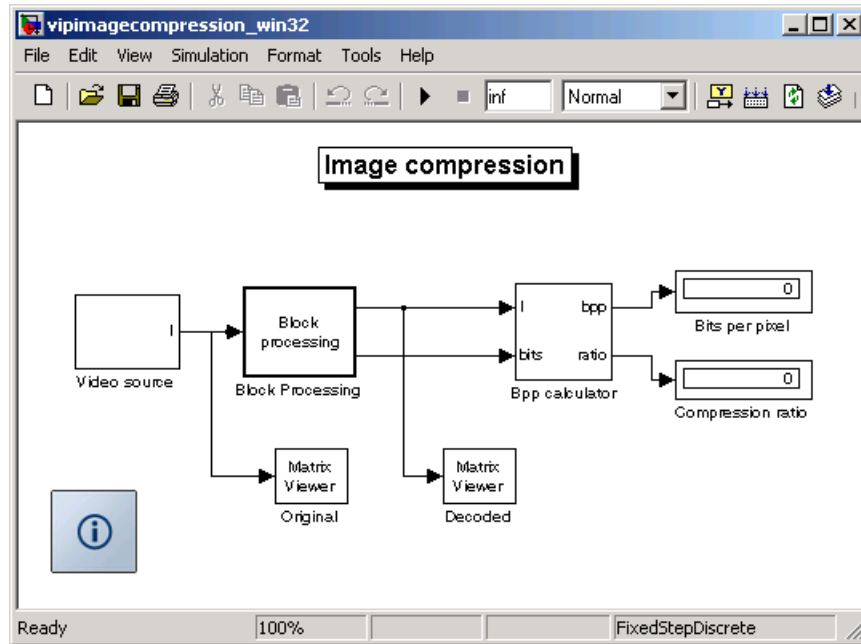 vipimagecompression_win32
File Edit View Simulation Format Tools Help
inf Normal
Image compression
I
Video source
Block
processing
Block Processing
I bpp
bits ratio
Bpp calculator
0
Bits per pixel
0
Compression ratio
Matrix
Viewer
Original
Matrix
Viewer
Decoded
i
Ready 100% FixedStepDiscrete